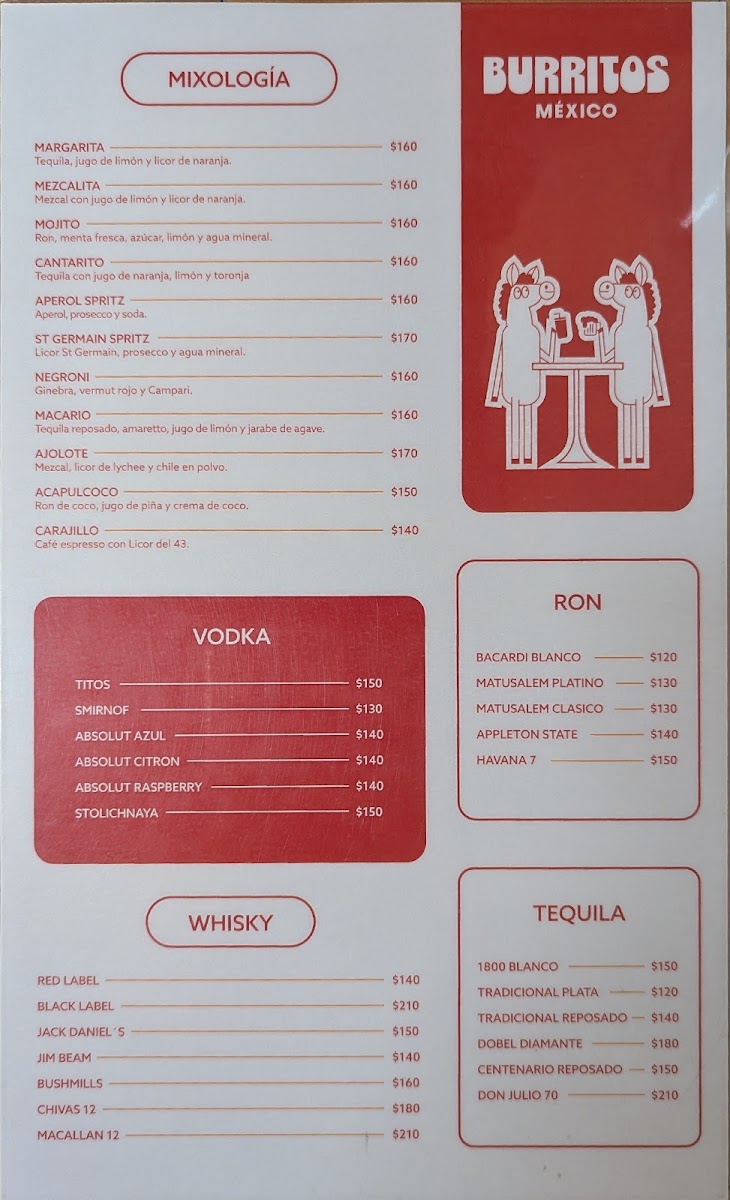 BURRITOS
MÉXICO
MIXOLOGÍA
MARGARITA $160
Tequila, jugo de limón y licor de naranja.
MEZCALITA $160
Mezcal con jugo de limón y licor de naranja.
MOJITO $160
Ron, menta fresca, azúcar, limón y agua mineral.
CANTARITO $160
Tequila con jugo de naranja, limón y toronja
APEROL SPRITZ $160
Aperol, prosecco y soda.
ST GERMAIN SPRITZ $170
Licor St Germain, prosecco y agua mineral.
NEGRONI $160
Ginebra, vermut rojo y Campari.
MACARIO $160
Tequila reposado, amaretto, jugo de limón y jarabe de agave.
AJOLOTE $170
Mezcal, licor de lychee y chile en polvo.
ACAPULCOCO $150
Ron de coco, jugo de piña y crema de coco.
CARAJILLO $140
Café espresso con Licor del 43.
VODKA
TITOS $150
SMIRNOF $130
ABSOLUT AZUL $140
ABSOLUT CITRON $140
ABSOLUT RASPBERRY $140
STOLICHNAYA $150
WHISKY
RED LABEL $140
BLACK LABEL $210
JACK DANIEL´S $150
JIM BEAM $140
BUSHMILLS $160
CHIVAS 12 $180
MACALLAN 12 $210
RON
BACARDI BLANCO $120
MATUSALEM PLATINO $130
MATUSALEM CLASICO $130
APPLETON STATE $140
HAVANA 7 $150
TEQUILA
1800 BLANCO $150
TRADICIONAL PLATA $120
TRADICIONAL REPOSADO $140
DOBEL DIAMANTE $180
CENTENARIO REPOSADO $150
DON JULIO 70 $210